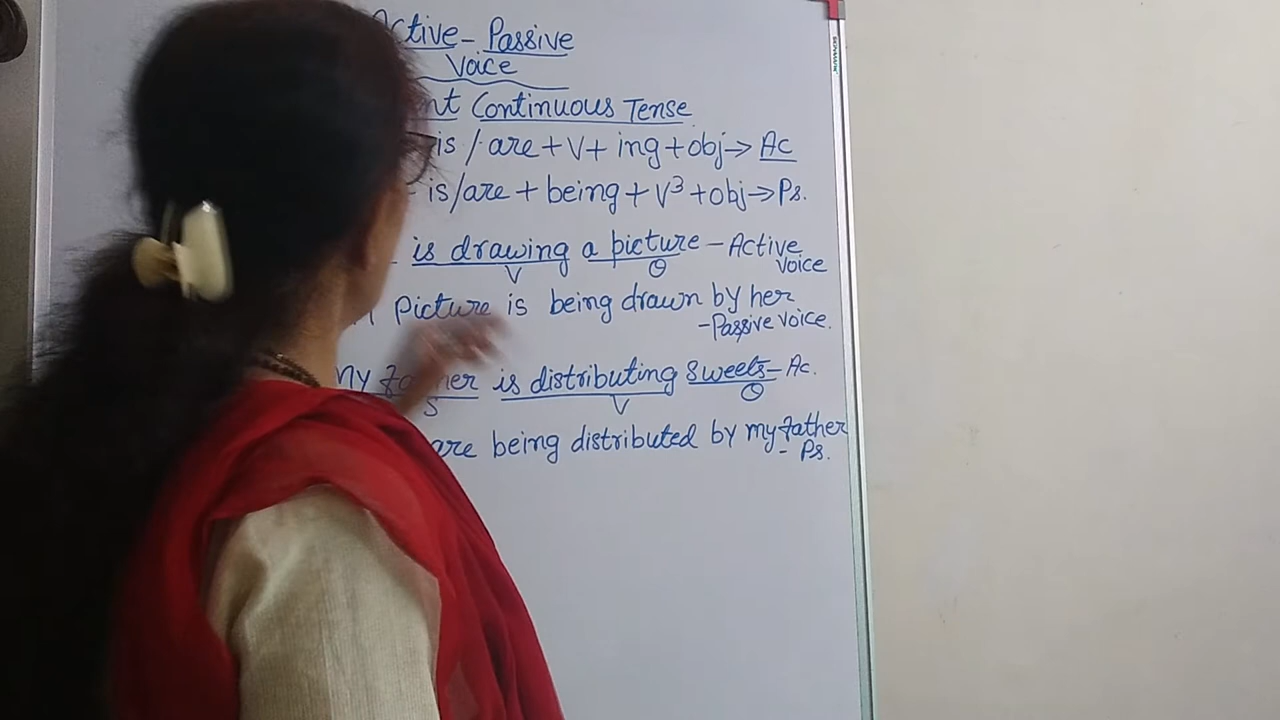 Active - Passive
Voice
Continuous Tense
is / are + V + ing + obj → Ac
is/are + being + V³ + obj → Ps.
is drawing a picture - Active
V O voice
Picture is being drawn by her
- Passive voice.
My father is distributing sweets - Ac.
S V O
are being distributed by my father
- Ps.